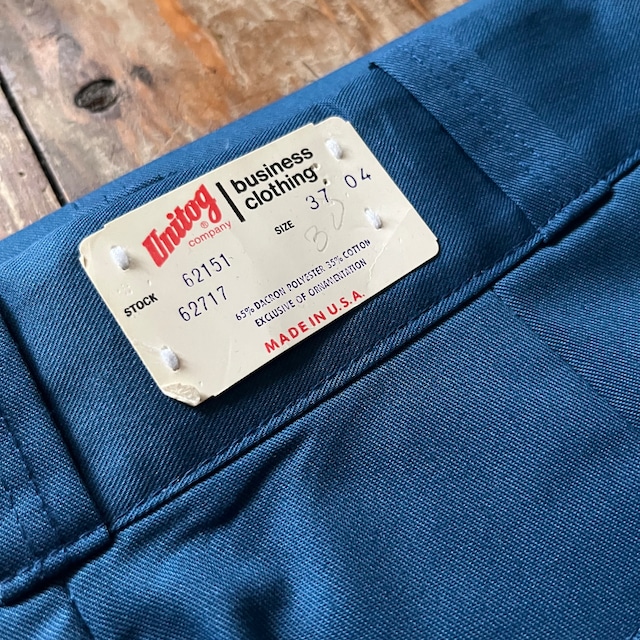 Unitog
®
company
business
clothing
SIZE 37 04
30
STOCK 62151
62717
65% DACRON POLYESTER 35% COTTON
EXCLUSIVE OF ORNAMENTATION
MADE IN U.S.A.